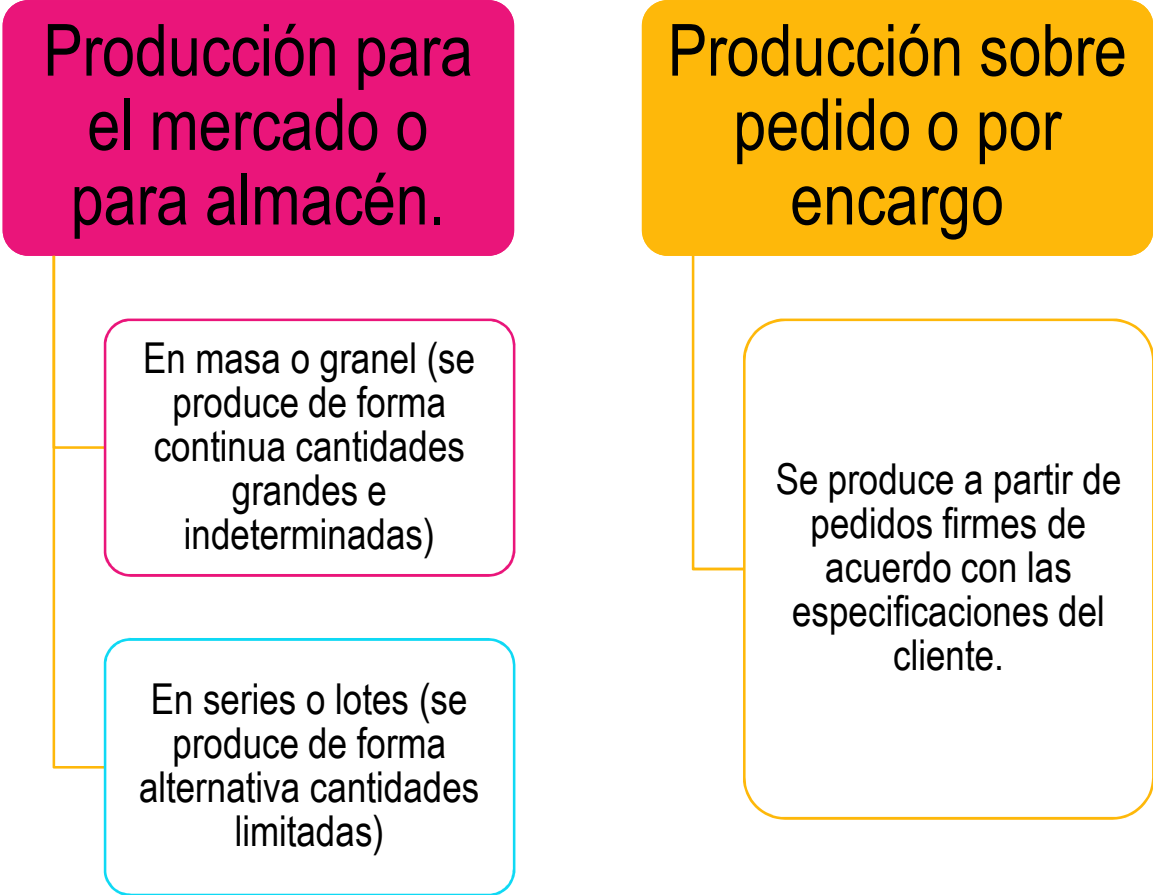 Producción para
el mercado o
para almacén.
En masa o granel (se
produce de forma
continua cantidades
grandes e
indeterminadas)
En series o lotes (se
produce de forma
alternativa cantidades
limitadas)
Producción sobre
pedido o por
encargo
Se produce a partir de
pedidos firmes de
acuerdo con las
especificaciones del
cliente.